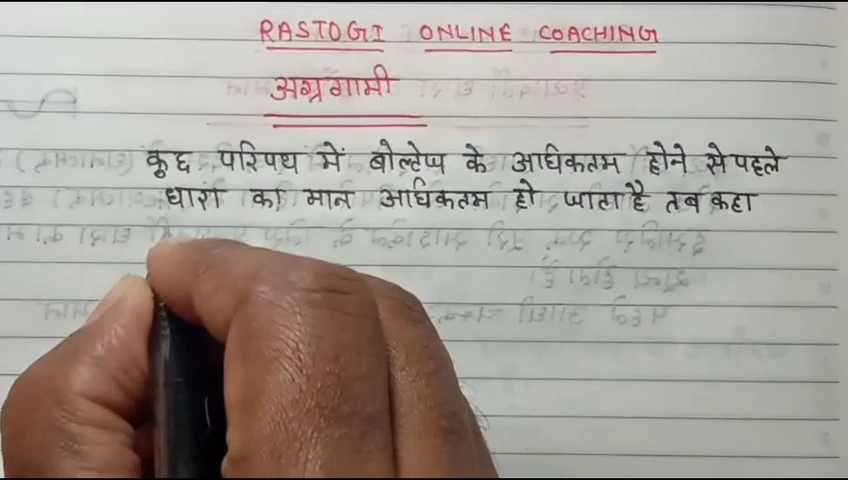 RASTOGI ONLINE COACHING
अग्रगामी
कुछ परिपथ में वोल्टेज के अधिकतम होने से पहले
धारा का मान अधिकतम हो जाता है तब कहा